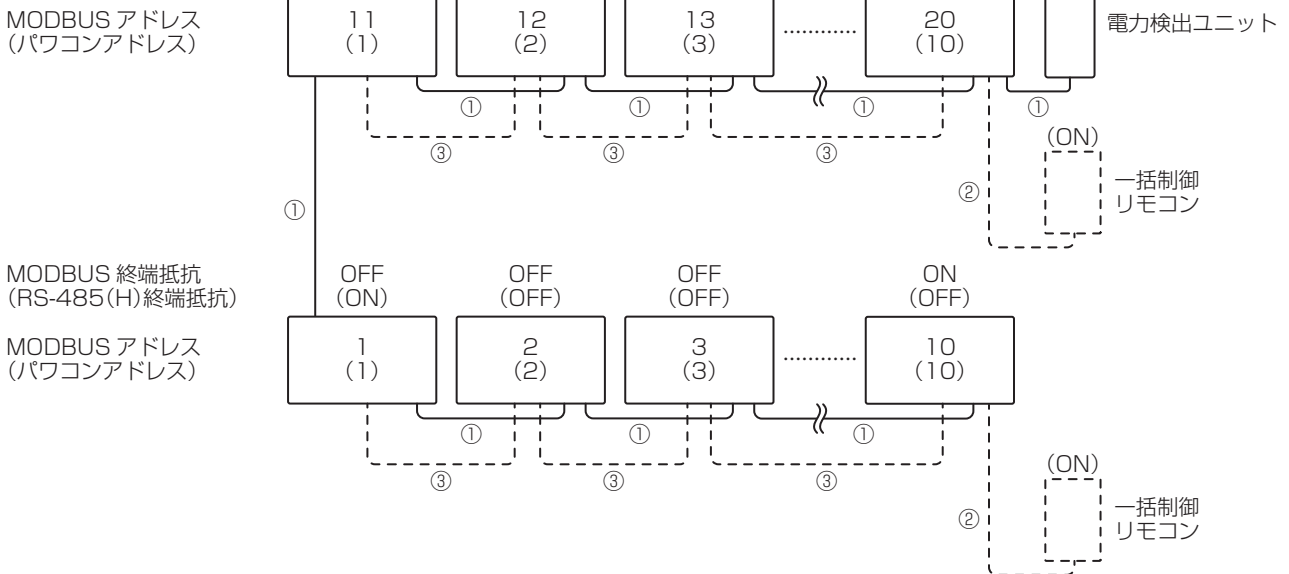 MODBUS アドレス 11 12 13 ............ 20 電力検出ユニット
(パワコンアドレス) (1) (2) (3) (10)
① ① ① ①
③ ③ ③
(ON)
② 一括制御
リモコン
①
MODBUS 終端抵抗 OFF OFF OFF ON
(RS-485(H)終端抵抗) (ON) (OFF) (OFF) (OFF)
MODBUS アドレス 1 2 3 ............ 10
(パワコンアドレス) (1) (2) (3) (10)
① ① ①
③ ③ ③
(ON)
② 一括制御
リモコン